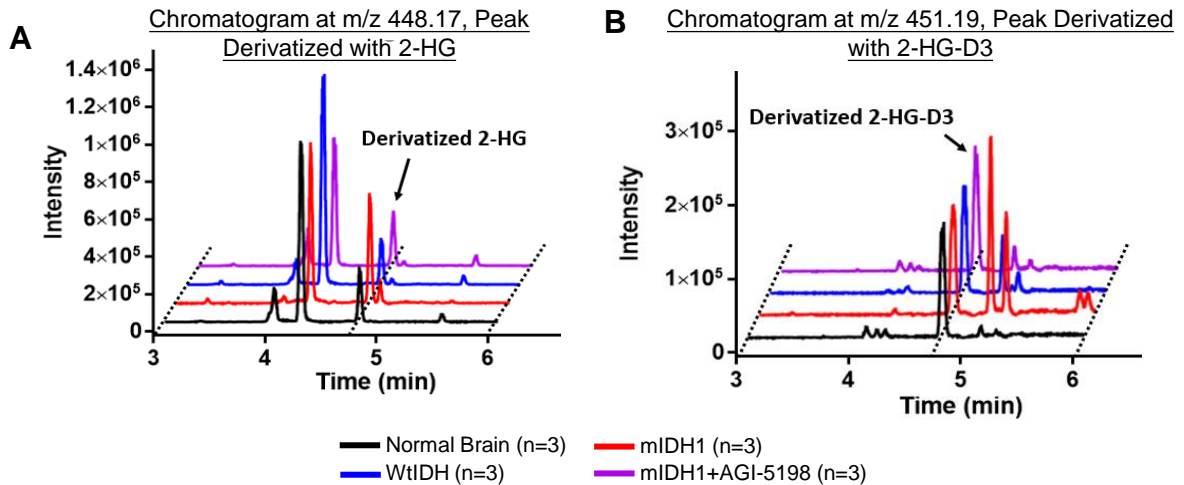 A
Chromatogram at m/z 448.17, Peak
Derivatized with 2-HG
Intensity
1.4×10⁶
1.2×10⁶
1×10⁶
8×10⁵
6×10⁵
4×10⁵
2×10⁵
0
Derivatized 2-HG
3 4 5 6
Time (min)
B
Chromatogram at m/z 451.19, Peak Derivatized
with 2-HG-D3
Intensity
3×10⁵
2×10⁵
1×10⁵
0
Derivatized 2-HG-D3
3 4 5 6
Time (min)
Normal Brain (n=3) mIDH1 (n=3)
WtIDH (n=3) mIDH1+AGI-5198 (n=3)